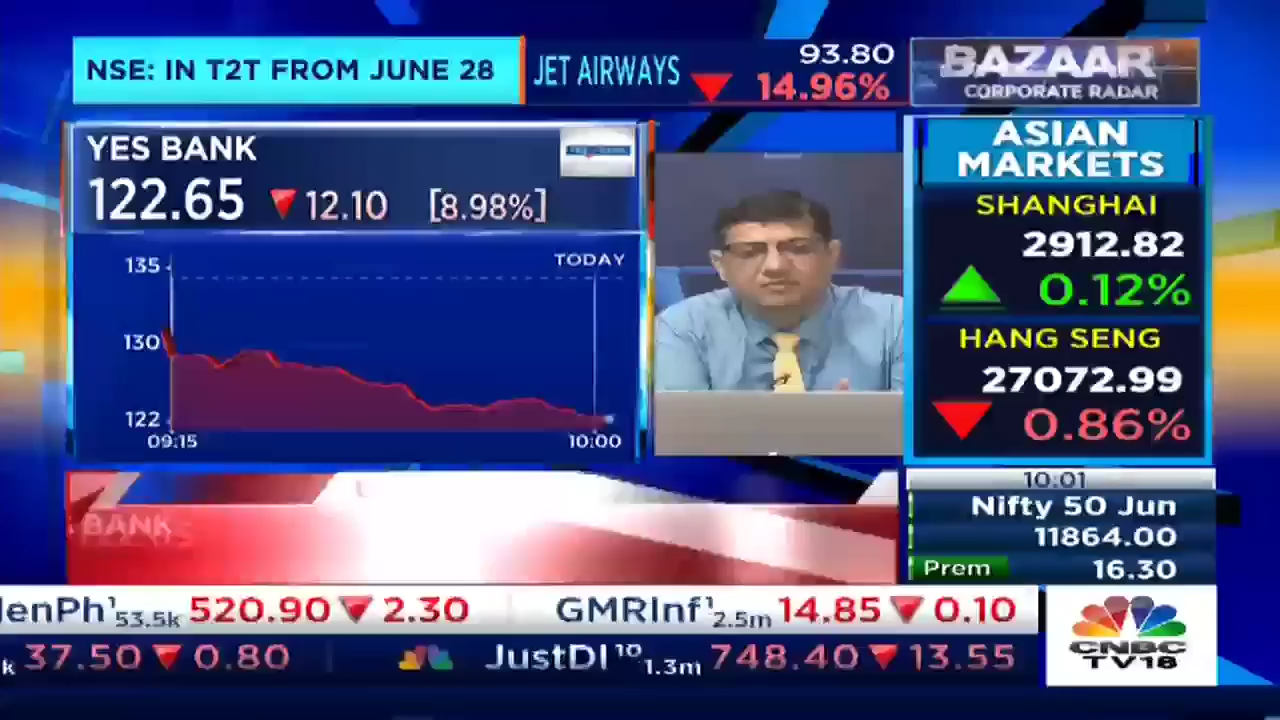 NSE: IN T2T FROM JUNE 28
JET AIRWAYS
93.80
14.96%
BAZAAR
CORPORATE RADAR
YES BANK
122.65 12.10 [8.98%]
TODAY
135
130
122
09:15
10:00
ASIAN
MARKETS
SHANGHAI
2912.82
0.12%
HANG SENG
27072.99
0.86%
10:01
Nifty 50 Jun
11864.00
Prem 16.30
BANK
enPh¹ 53.5k 520.90 2.30 GMRInf¹ 2.5m 14.85 0.10
k 37.50 0.80 JustDI¹⁰ 1.3m 748.40 13.55
CNBC
TV18